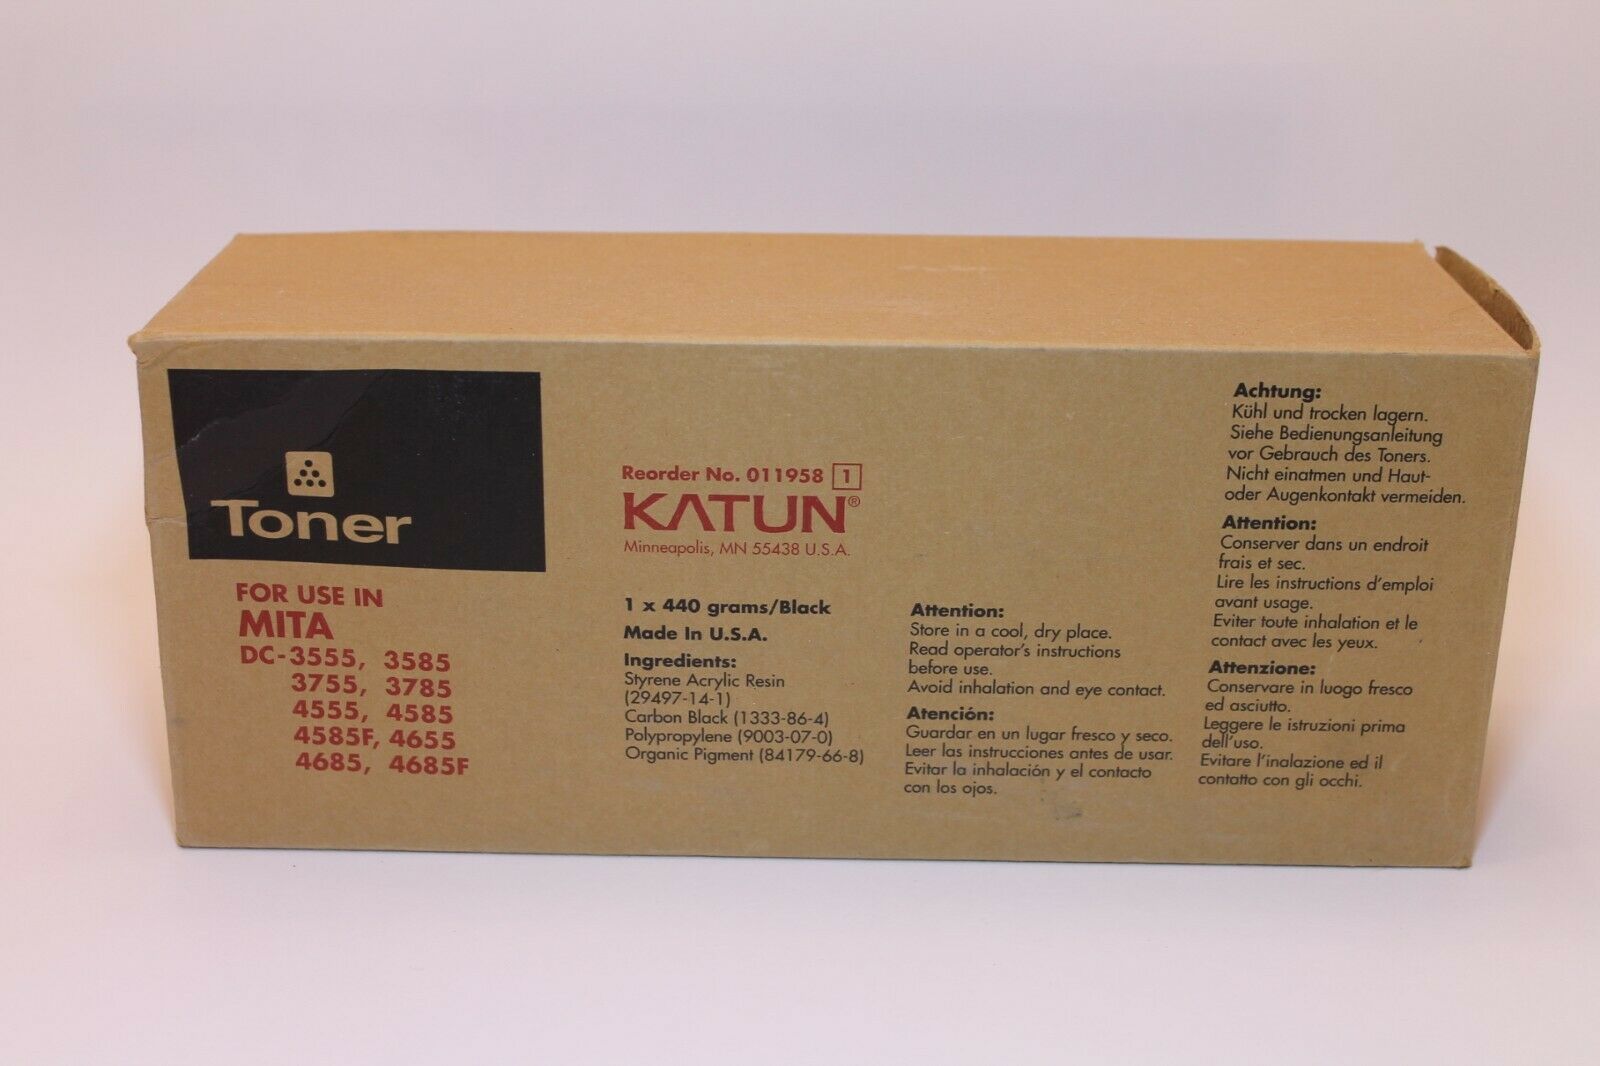 Toner
FOR USE IN
MITA
DC-3555, 3585
3755, 3785
4555, 4585
4585F, 4655
4685, 4685F
Reorder No. 011958 1
KATUN®
Minneapolis, MN 55438 U.S.A.
1 x 440 grams/Black
Made In U.S.A.
Ingredients:
Styrene Acrylic Resin
(29497-14-1)
Carbon Black (1333-86-4)
Polypropylene (9003-07-0)
Organic Pigment (84179-66-8)
Attention:
Store in a cool, dry place.
Read operator's instructions
before use.
Avoid inhalation and eye contact.
Atención:
Guardar en un lugar fresco y seco.
Leer las instrucciones antes de usar.
Evitar la inhalación y el contacto
con los ojos.
Achtung:
Kühl und trocken lagern.
Siehe Bedienungsanleitung
vor Gebrauch des Toners.
Nicht einatmen und Haut-
oder Augenkontakt vermeiden.
Attention:
Conserver dans un endroit
frais et sec.
Lire les instructions d'emploi
avant usage.
Eviter toute inhalation et le
contact avec les yeux.
Attenzione:
Conservare in luogo fresco
ed asciutto.
Leggere le istruzioni prima
dell'uso.
Evitare l'inalazione ed il
contatto con gli occhi.